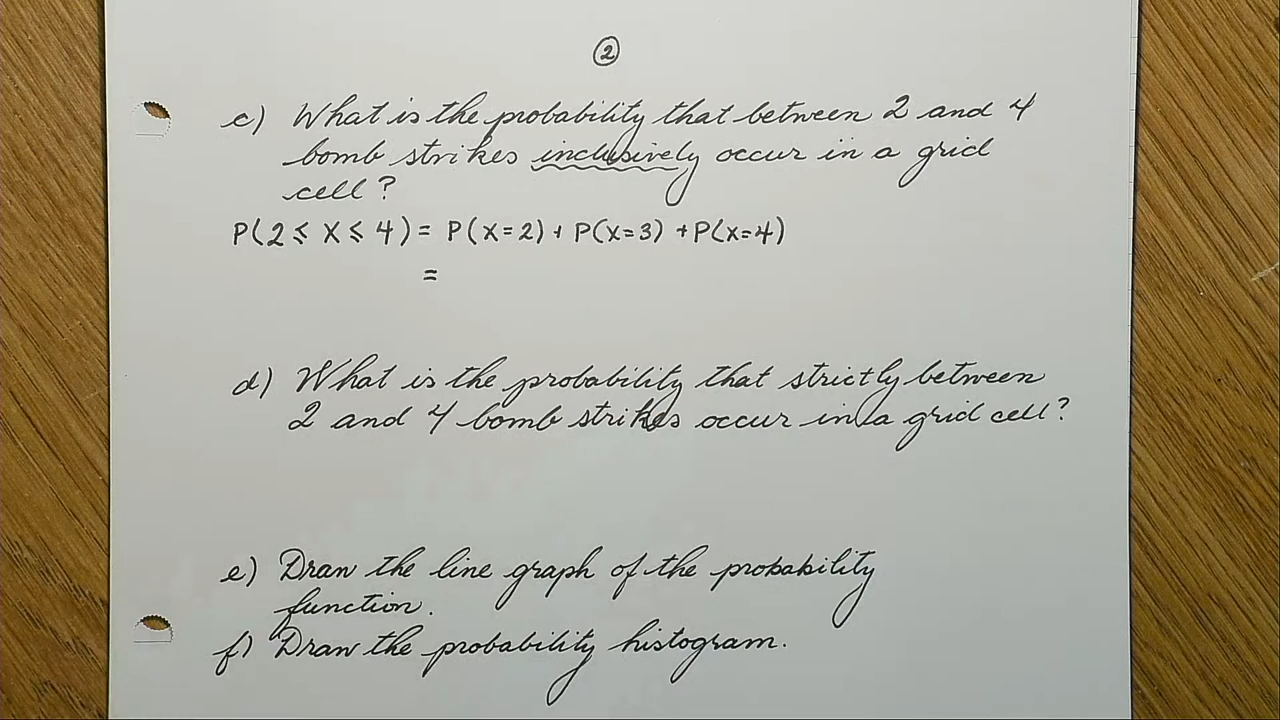 ②
c) What is the probability that between 2 and 4
bomb strikes inclusively occur in a grid
cell?
P(2 ≤ X ≤ 4) = P(X=2) + P(X=3) + P(X=4)
=
d) What is the probability that strictly between
2 and 4 bomb strikes occur in a grid cell?
e) Draw the line graph of the probability
function.
f) Draw the probability histogram.